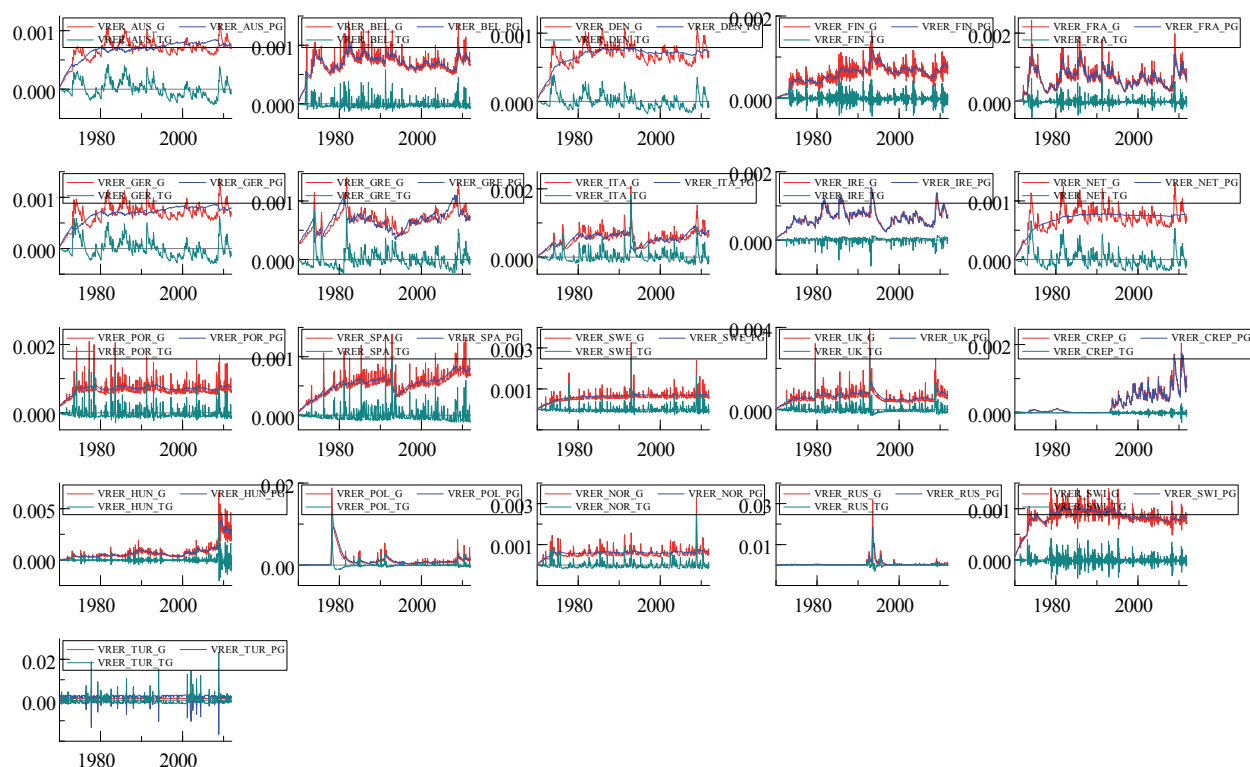 VRER_AUS_G VRER_AUS_PG
VRER_AUS_TG
0.001
0.000
1980 2000
VRER_BEL_G VRER_BEL_PG
VRER_BEL_TG
0.001
0.000
1980 2000
VRER_DEN_G VRER_DEN_PG
VRER_DEN_TG
0.001
0.000
1980 2000
0.002
VRER_FIN_G VRER_FIN_PG
VRER_FIN_TG
0.000
1980 2000
VRER_FRA_G VRER_FRA_PG
VRER_FRA_TG
0.002
0.000
1980 2000
VRER_GER_G VRER_GER_PG
VRER_GER_TG
0.001
0.000
1980 2000
VRER_GRE_G VRER_GRE_PG
VRER_GRE_TG
0.001
0.000
1980 2000
VRER_ITA_G VRER_ITA_PG
VRER_ITA_TG
0.002
0.000
1980 2000
0.002
VRER_IRE_G VRER_IRE_PG
VRER_IRE_TG
0.000
1980 2000
VRER_NET_G VRER_NET_PG
VRER_NET_TG
0.001
0.000
1980 2000
VRER_POR_G VRER_POR_PG
VRER_POR_TG
0.002
0.000
1980 2000
VRER_SPA_G VRER_SPA_PG
VRER_SPA_TG
0.001
0.000
1980 2000
VRER_SWE_G VRER_SWE_PG
VRER_SWE_TG
0.003
0.001
1980 2000
0.004
VRER_UK_G VRER_UK_PG
VRER_UK_TG
0.000
1980 2000
VRER_CREP_G VRER_CREP_PG
VRER_CREP_TG
0.002
0.000
1980 2000
VRER_HUN_G VRER_HUN_PG
VRER_HUN_TG
0.005
0.000
1980 2000
0.02
VRER_POL_G VRER_POL_PG
VRER_POL_TG
0.00
1980 2000
VRER_NOR_G VRER_NOR_PG
VRER_NOR_TG
0.003
0.001
1980 2000
VRER_RUS_G VRER_RUS_PG
VRER_RUS_TG
0.03
0.01
1980 2000
VRER_SWI_G VRER_SWI_PG
VRER_SWI_TG
0.001
0.000
1980 2000
VRER_TUR_G VRER_TUR_PG
VRER_TUR_TG
0.02
0.00
1980 2000